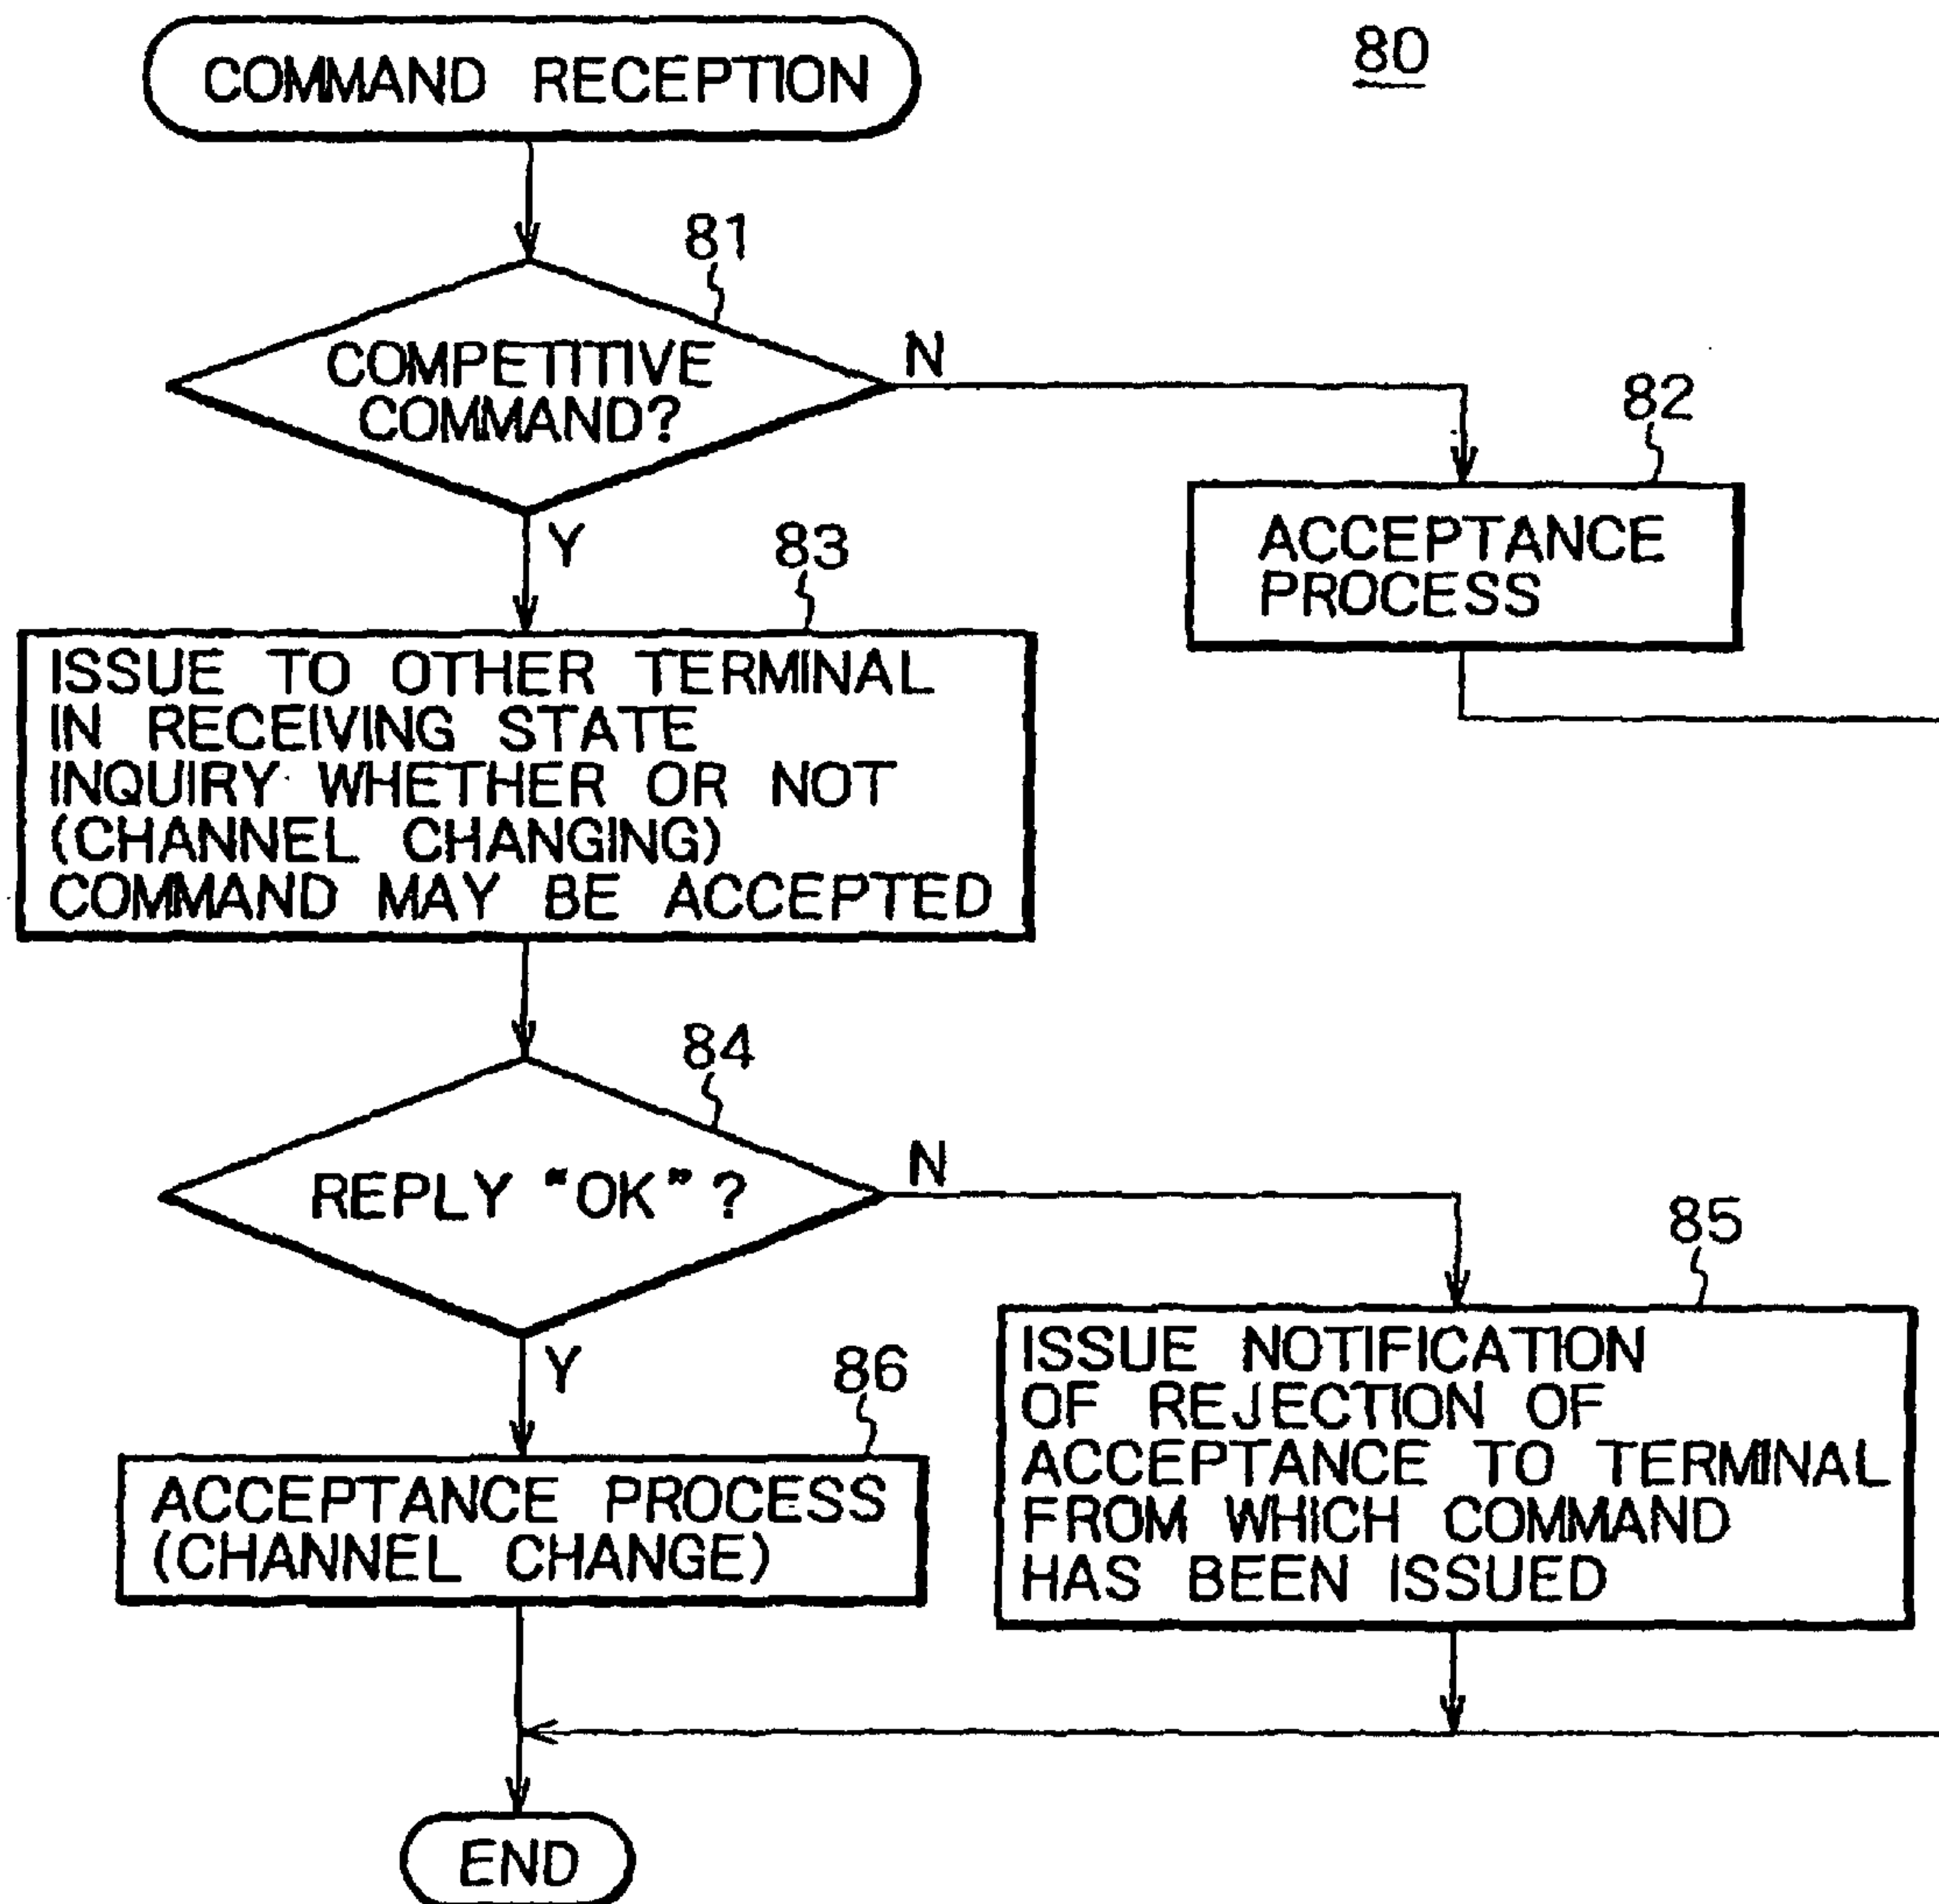 COMMAND RECEPTION
80
81
COMPETITIVE
COMMAND?
N
Y
82
ACCEPTANCE
PROCESS
83
ISSUE TO OTHER TERMINAL
IN RECEIVING STATE
INQUIRY WHETHER OR NOT
(CHANNEL CHANGING)
COMMAND MAY BE ACCEPTED
84
REPLY "OK"?
N
Y
85
ISSUE NOTIFICATION
OF REJECTION OF
ACCEPTANCE TO TERMINAL
FROM WHICH COMMAND
HAS BEEN ISSUED
86
ACCEPTANCE PROCESS
(CHANNEL CHANGE)
END